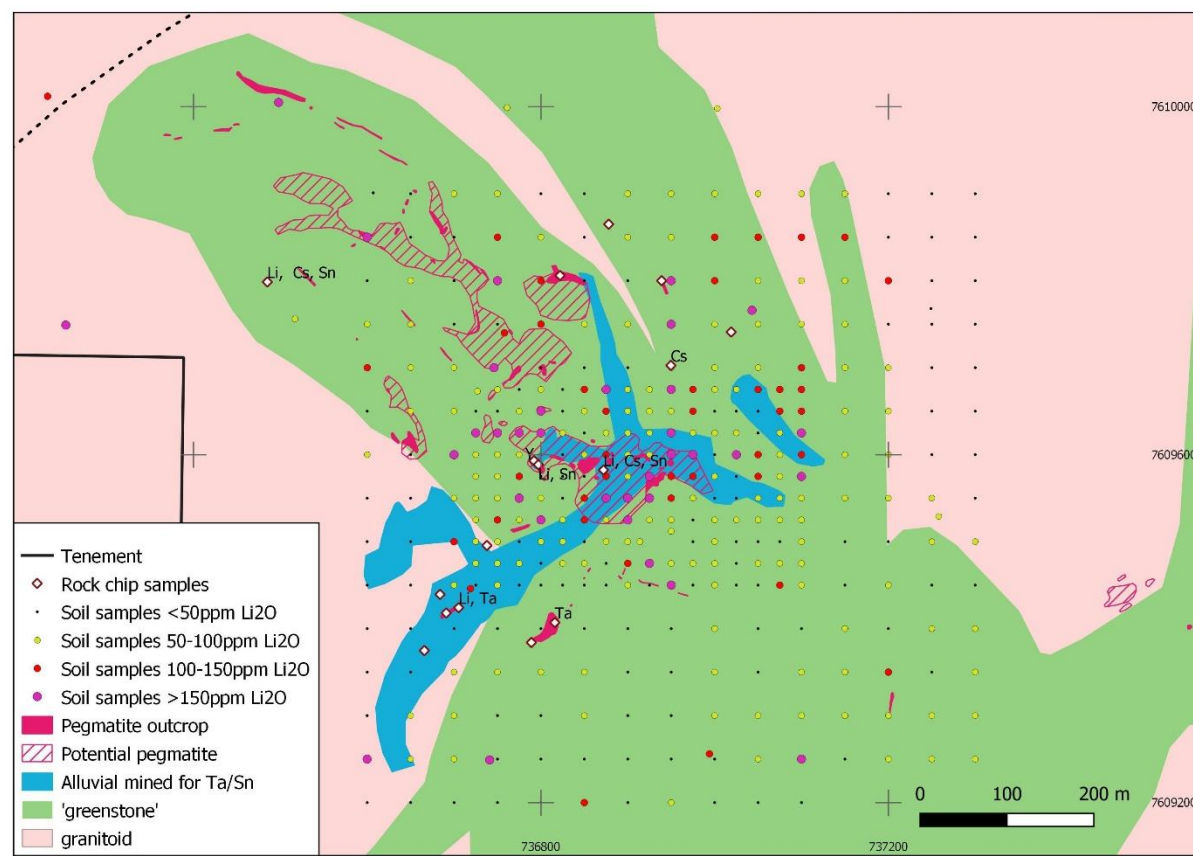 7610000
Li, Cs, Sn
Cs
Y
Li, Cs, Sn
7609600
Li, Sn
Li, Ta
Ta
Tenement
Rock chip samples
Soil samples <50ppm Li2O
Soil samples 50-100ppm Li2O
Soil samples 100-150ppm Li2O
Soil samples >150ppm Li2O
Pegmatite outcrop
Potential pegmatite
Alluvial mined for Ta/Sn
'greenstone'
granitoid
0 100 200 m
7609200
736800 737200